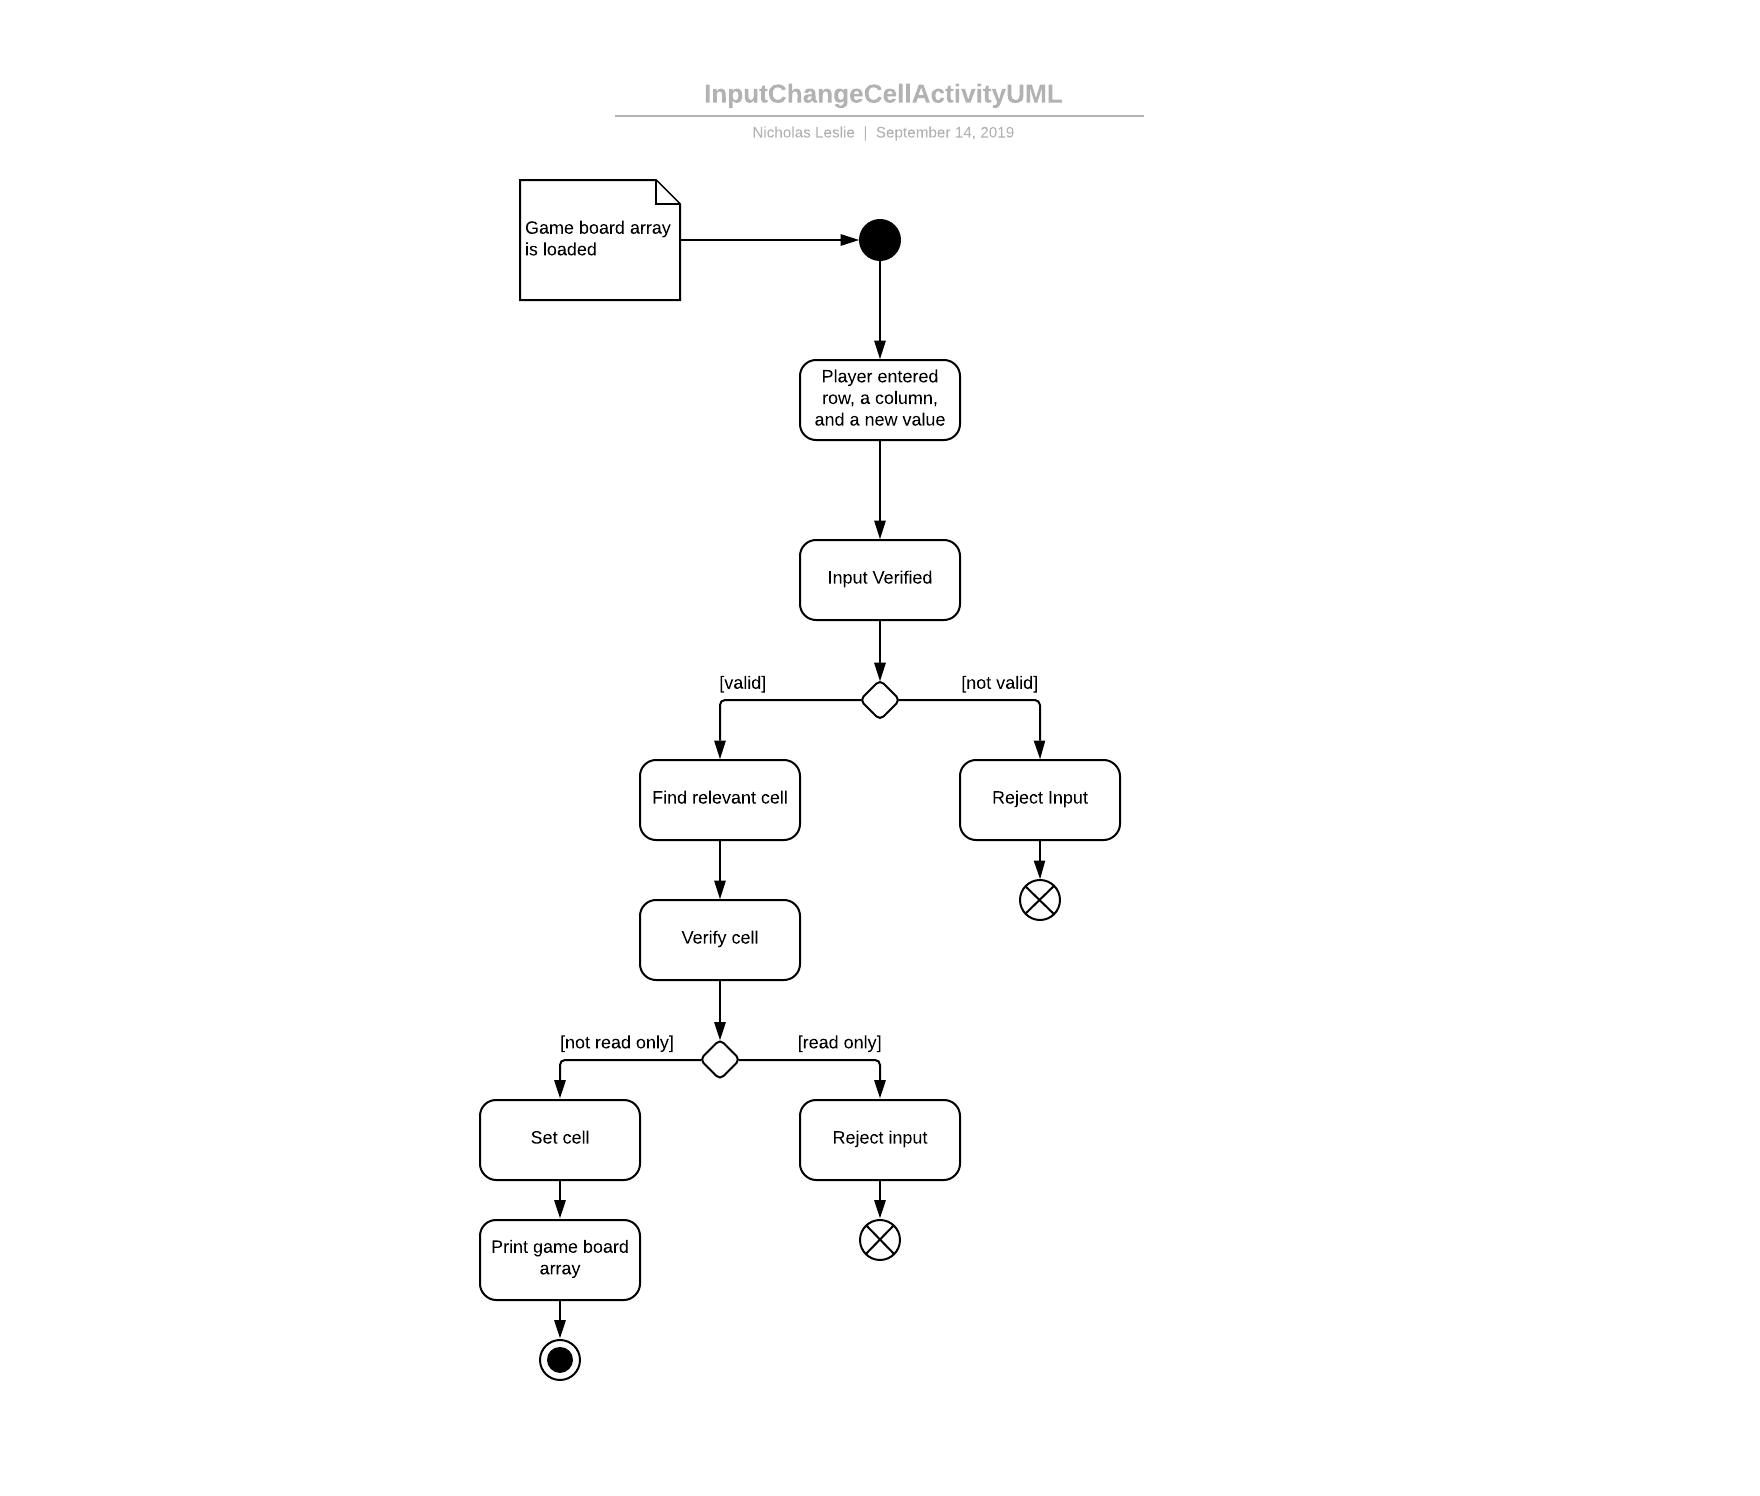 InputChangeCellActivityUML
Nicholas Leslie | September 14, 2019
Game board array
is loaded
Player entered
row, a column,
and a new value
Input Verified
[valid]
[not valid]
Find relevant cell
Reject Input
Verify cell
[not read only]
[read only]
Set cell
Reject input
Print game board
array